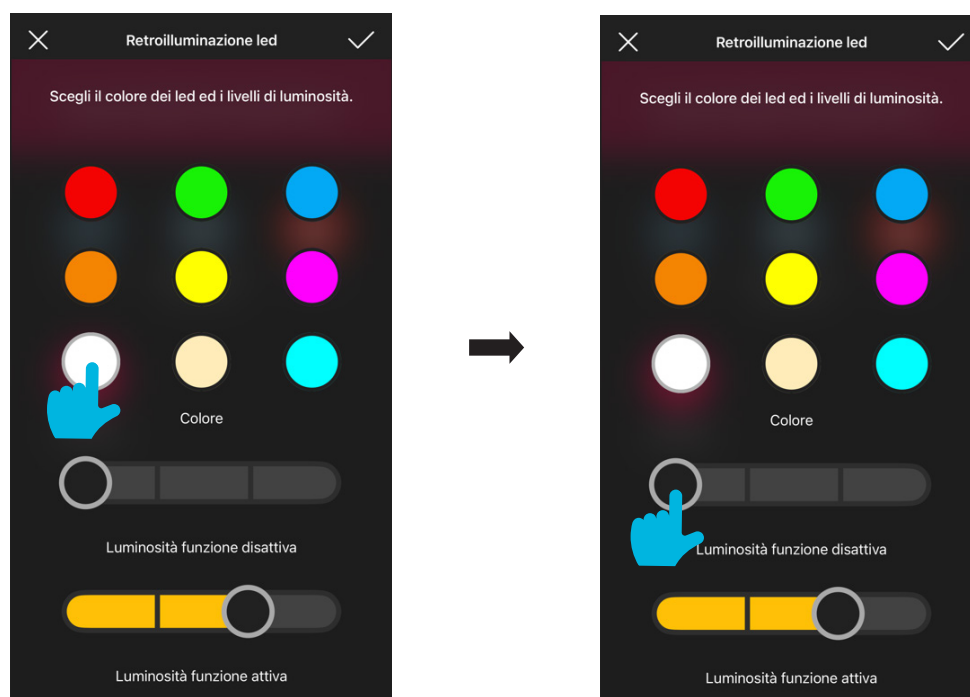 Retroilluminazione led
Scegli il colore dei led ed i livelli di luminosità.
Colore
Luminosità funzione disattiva
Luminosità funzione attiva
Retroilluminazione led
Scegli il colore dei led ed i livelli di luminosità.
Colore
Luminosità funzione disattiva
Luminosità funzione attiva